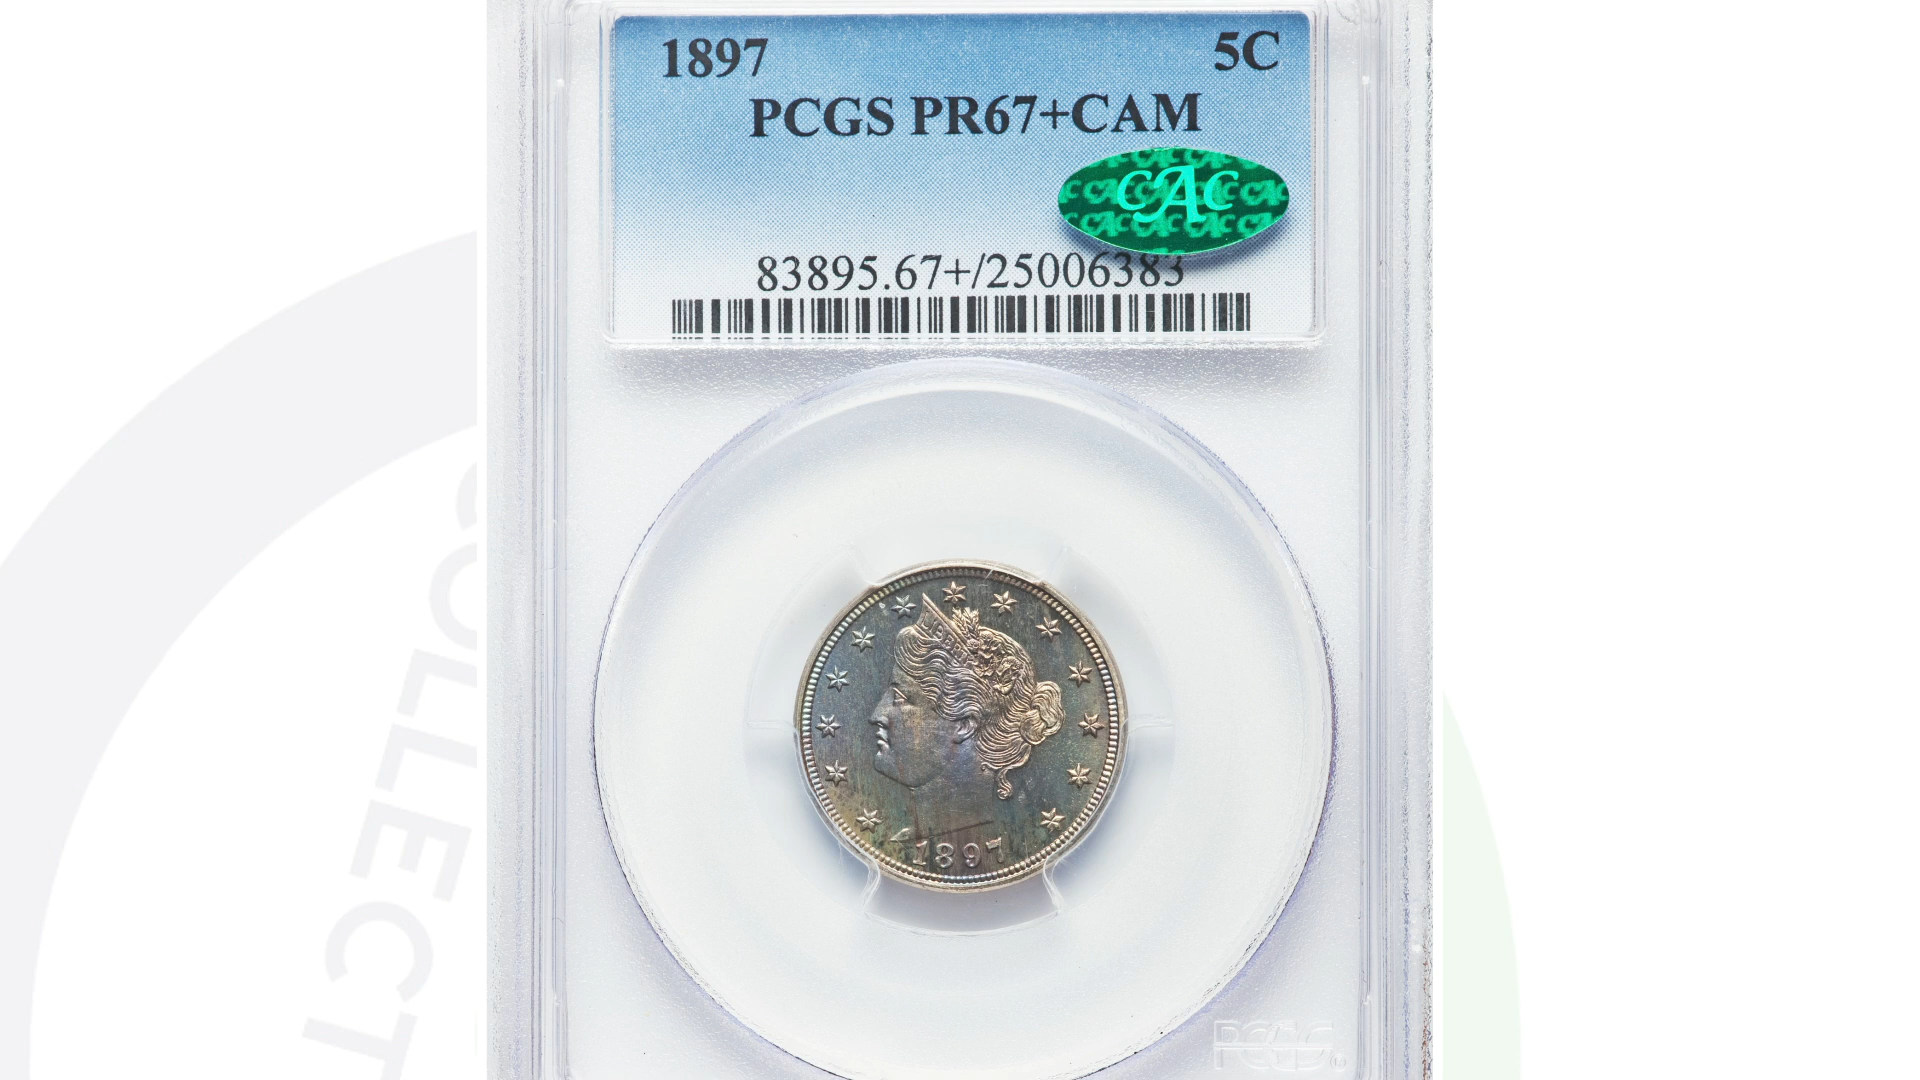 1897 5C
PCGS PR67+CAM
CAC
83895.67+/25006383
LIBERTY
1897
PCGS
COLLECT